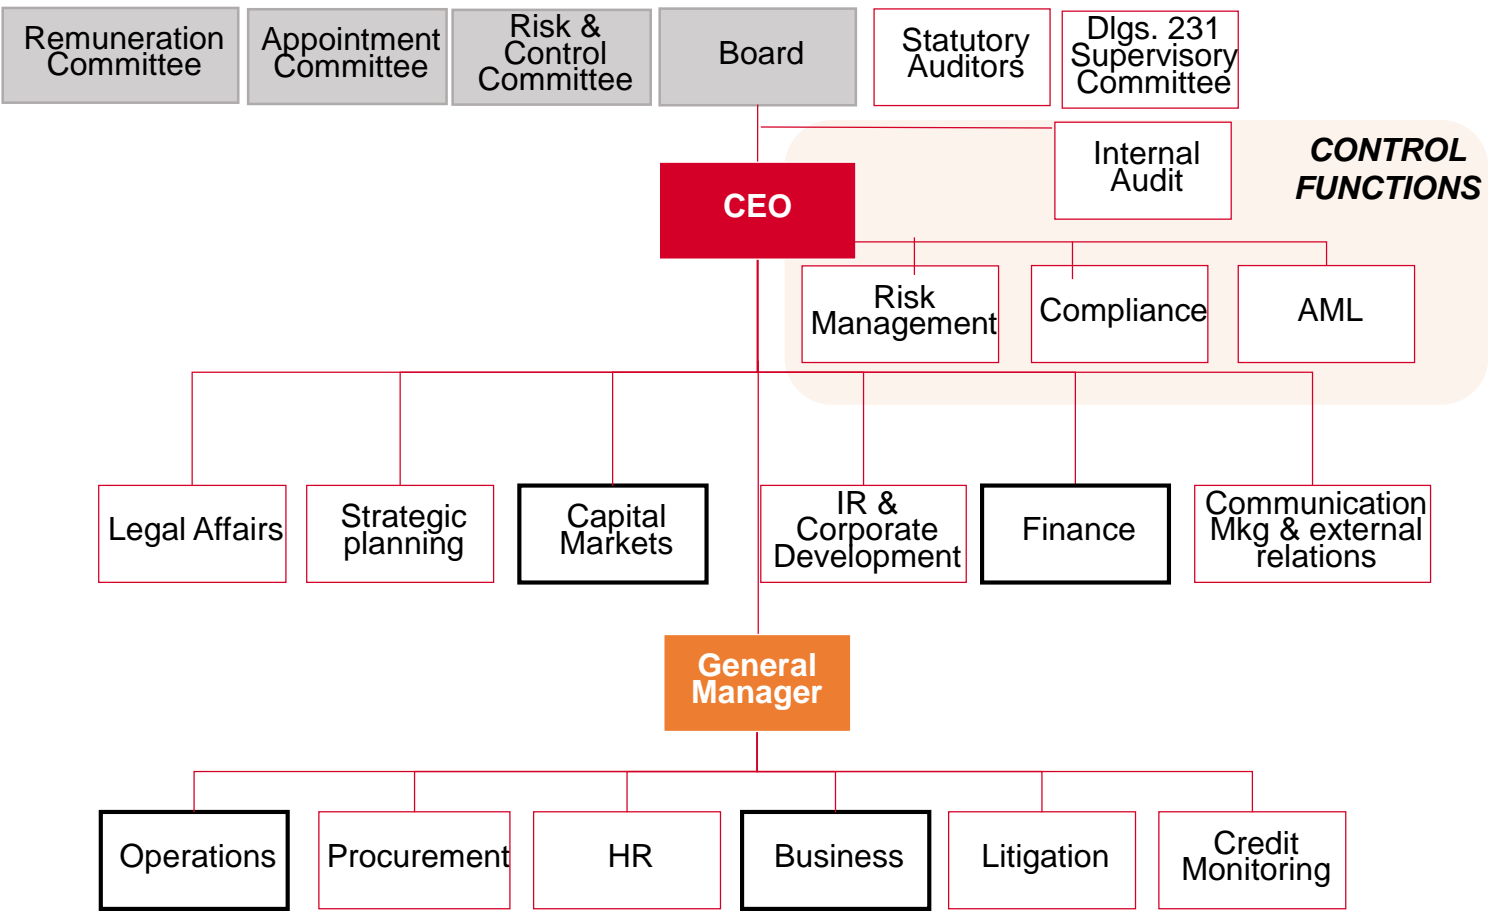 Remuneration
Committee
Appointment
Committee
Risk &
Control
Committee
Board
Statutory
Auditors
Dlgs. 231
Supervisory
Committee
Internal
Audit
CONTROL
FUNCTIONS
CEO
Risk
Management
Compliance
AML
Legal Affairs
Strategic
planning
Capital
Markets
IR &
Corporate
Development
Finance
Communication
Mkg & external
relations
General
Manager
Operations
Procurement
HR
Business
Litigation
Credit
Monitoring